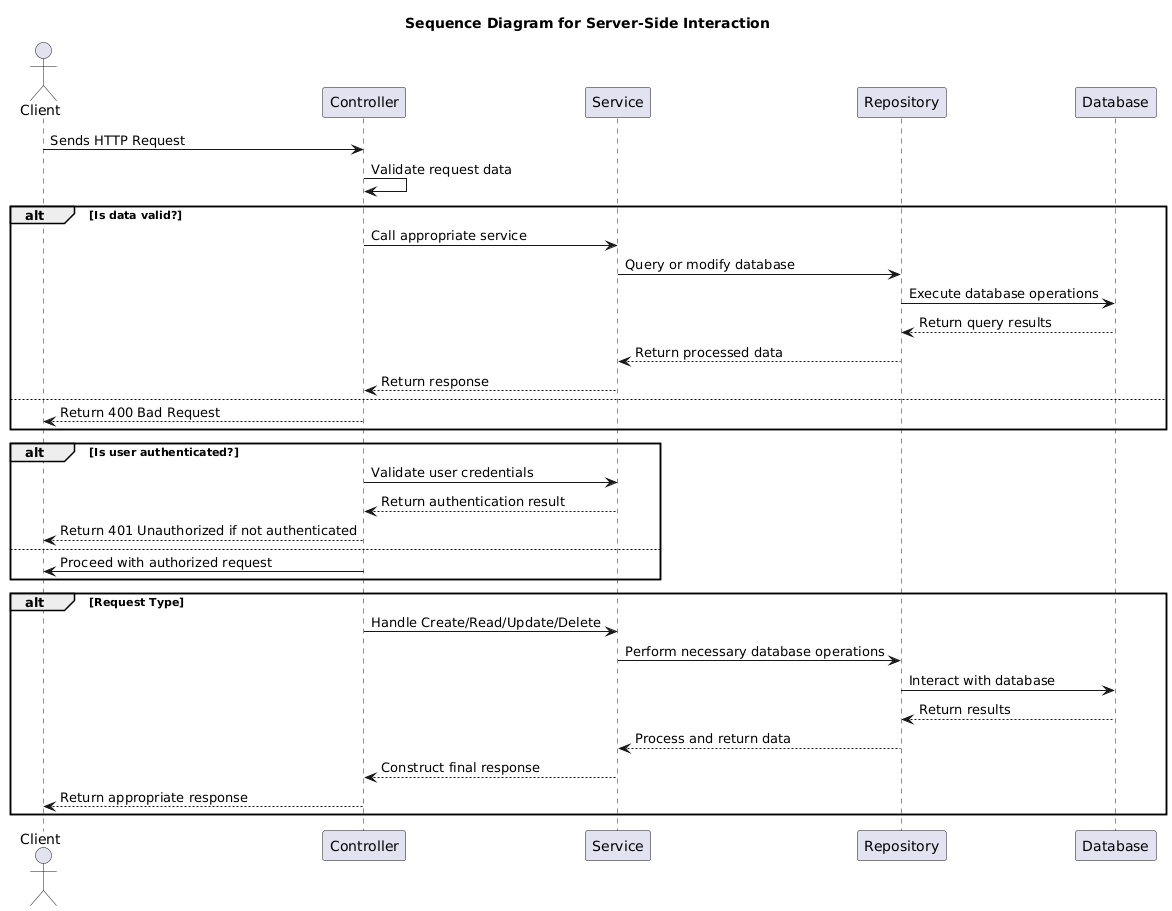 Sequence Diagram for Server-Side Interaction
Client
Controller
Service
Repository
Database
Sends HTTP Request
Validate request data
alt
[Is data valid?]
Call appropriate service
Query or modify database
Execute database operations
Return query results
Return processed data
Return response
Return 400 Bad Request
alt
[Is user authenticated?]
Validate user credentials
Return authentication result
Return 401 Unauthorized if not authenticated
Proceed with authorized request
alt
[Request Type]
Handle Create/Read/Update/Delete
Perform necessary database operations
Interact with database
Return results
Process and return data
Construct final response
Return appropriate response
Client
Controller
Service
Repository
Database